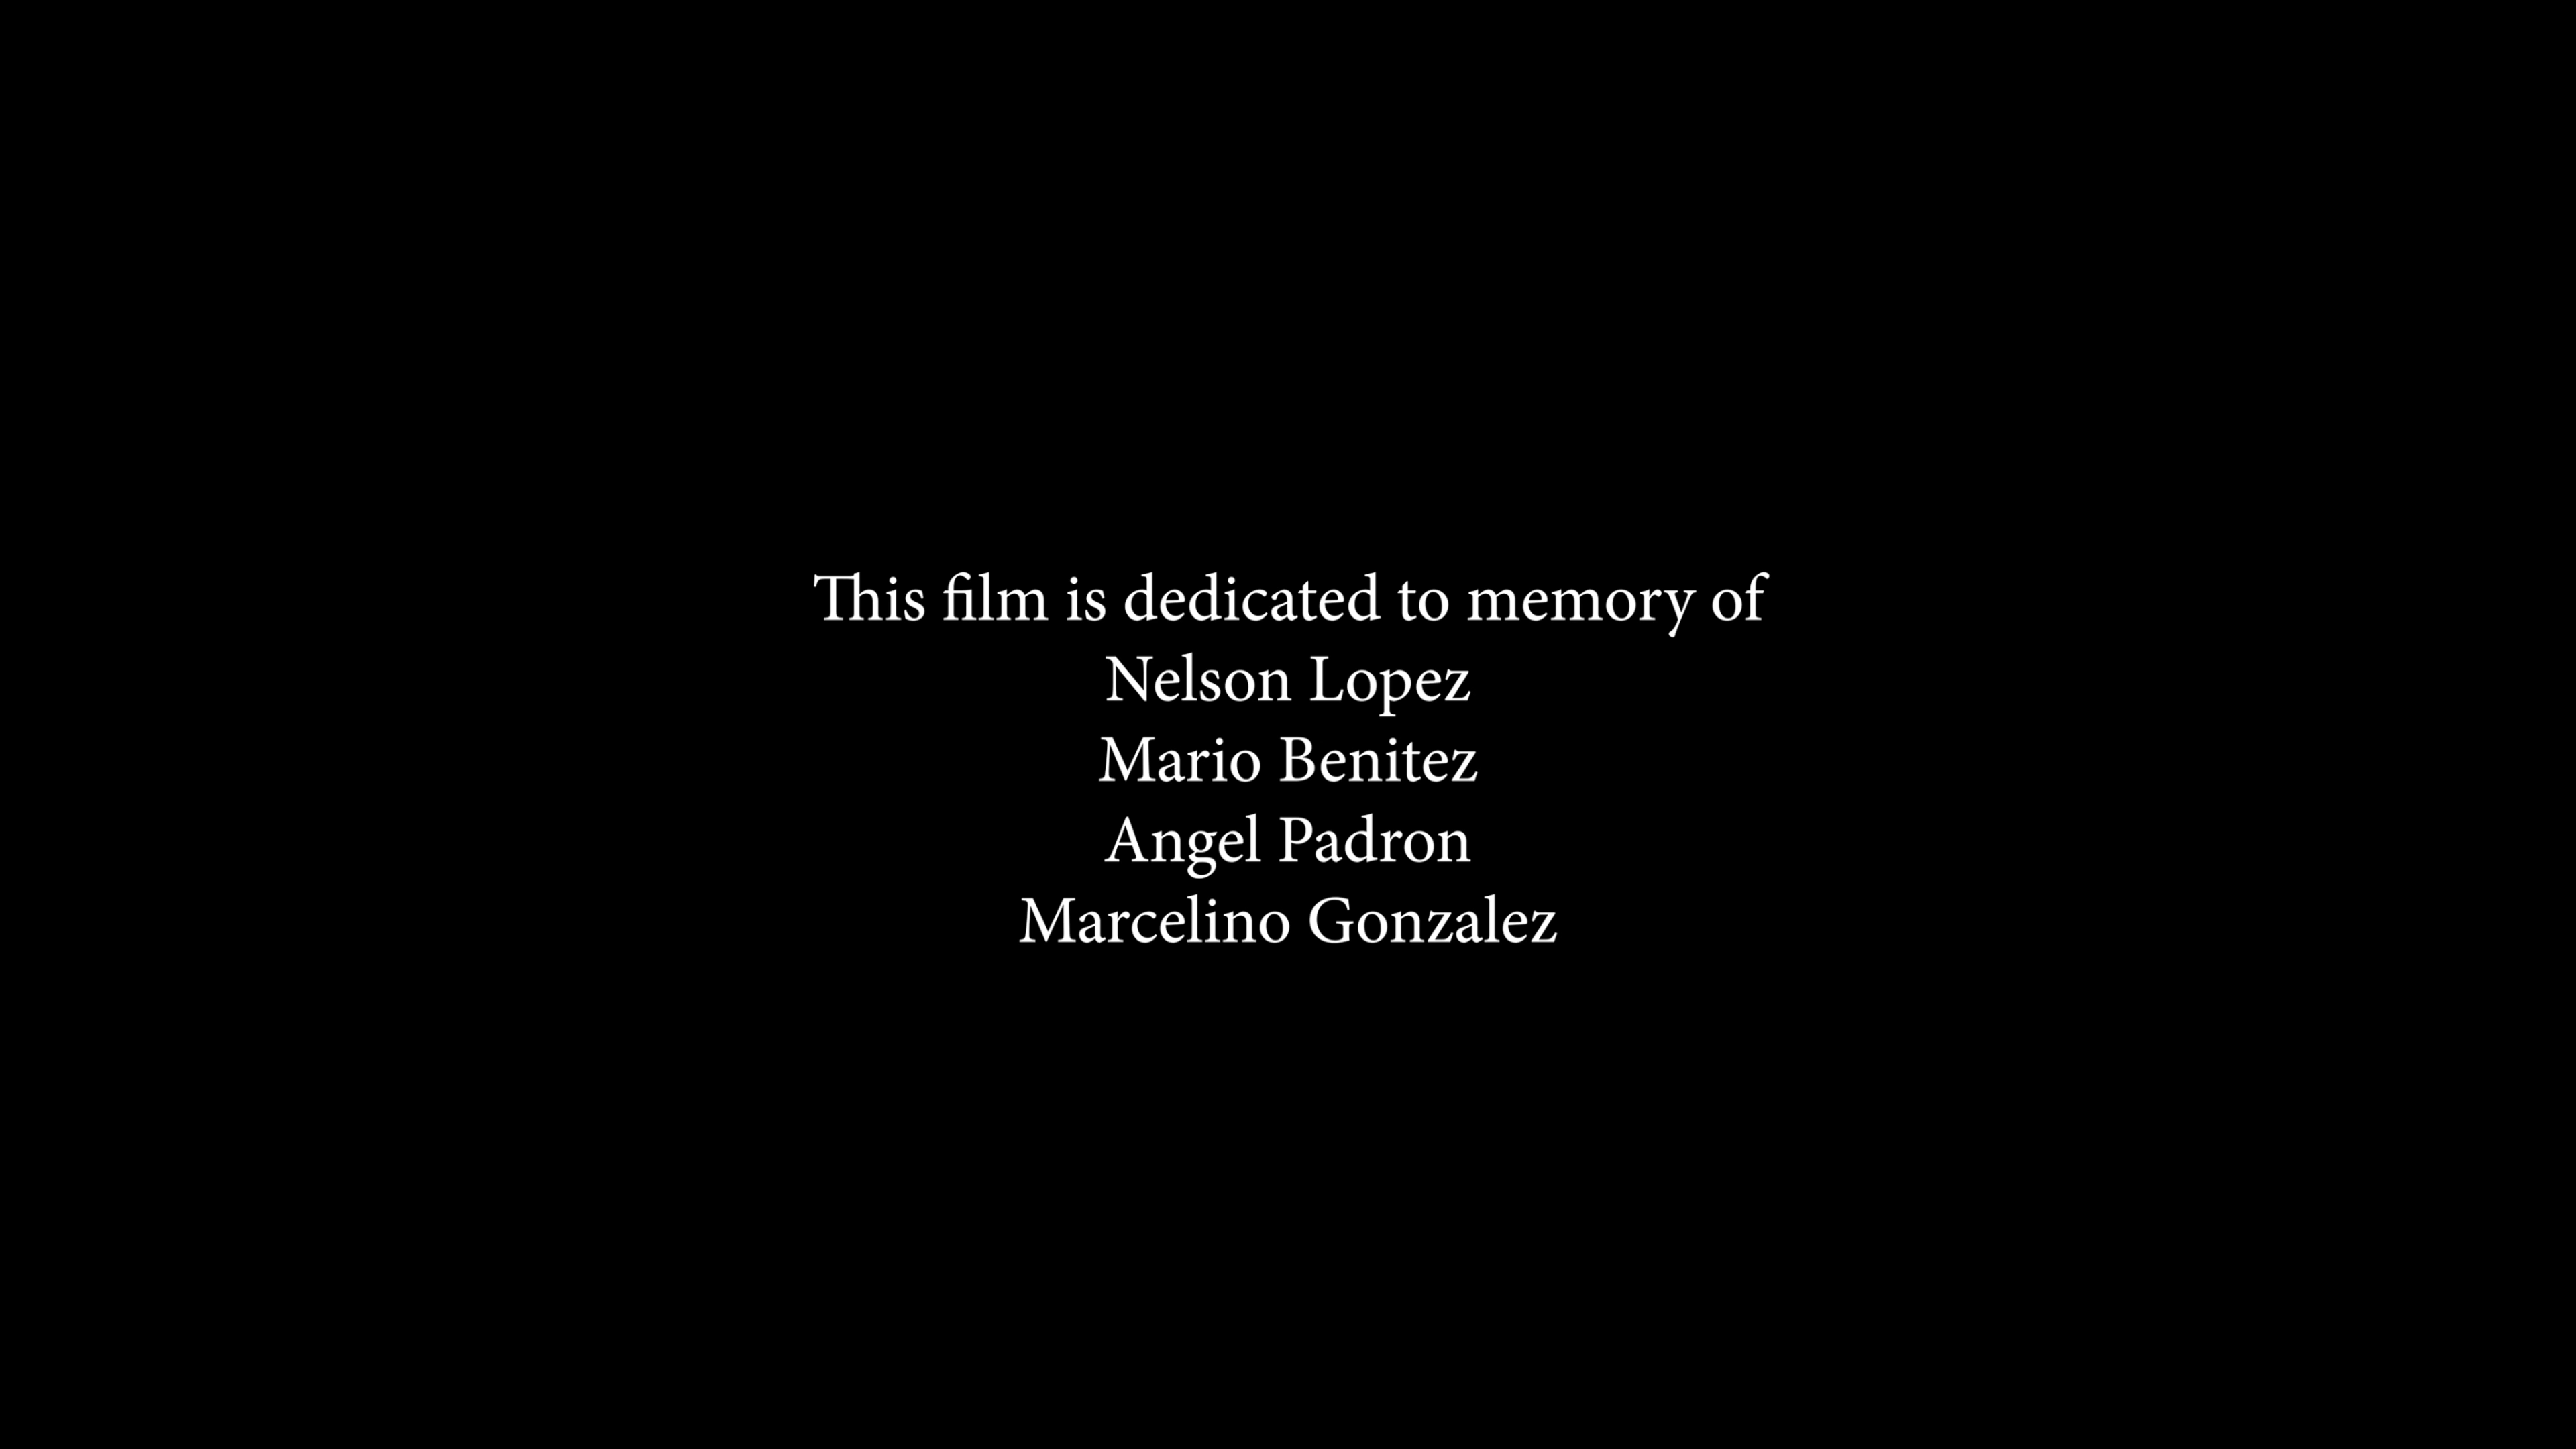 This film is dedicated to memory of
Nelson Lopez
Mario Benitez
Angel Padron
Marcelino Gonzalez